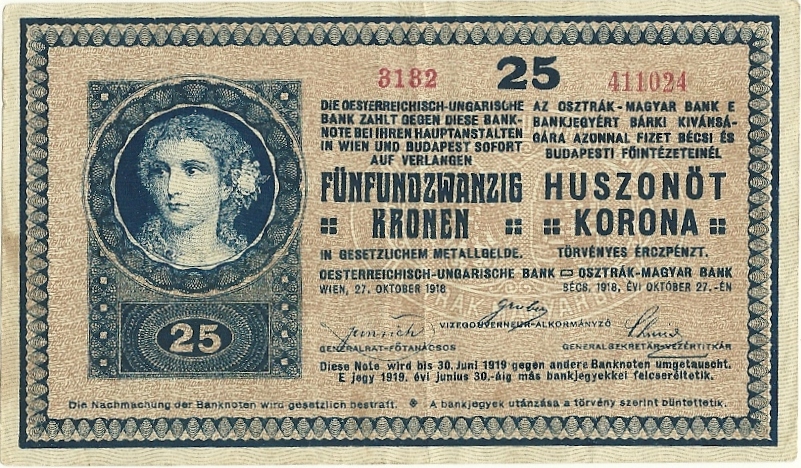 3182
25
411024
DIE OESTERREICHISCH-UNGARISCHE
BANK ZAHLT GEGEN DIESE BANK-
NOTE BEI IHREN HAUPTANSTALTEN
IN WIEN UND BUDAPEST SOFORT
AUF VERLANGEN
FÜNFUNDZWANZIG
KRONEN
IN GESETZLICHEM METALLGELDE.
AZ OSZTRÁK-MAGYAR BANK E
BANKJEGYÉRT BÁRKI KIVÁNSÁ-
GÁRA AZONNAL FIZET BÉCSI ÉS
BUDAPESTI FŐINTÉZETEINÉL
HUSZONÖT
KORONA
TÖRVÉNYES ÉRCZPÉNZT.
OESTERREICHISCH-UNGARISCHE BANK OSZTRÁK-MAGYAR BANK
WIEN, 27. OKTOBER 1918 BÉCS, 1918, ÉVI OKTÓBER 27.-ÉN
VIZEGOUVERNEUR-ALKORMÁNYZÓ
GENERALRAT-FŐTANÁCSOS GENERALSEKRETÄR-VEZÉRTITKÁR
25
Diese Note wird bis 30. Juni 1919 gegen andere Banknoten umgetauscht.
E jegy 1919. évi junius 30.-áig más bankjegyekkel felcseréltetik.
Die Nachmachung der Banknoten wird gesetzlich bestraft. A bankjegyek utánzása a törvény szerint büntettetik.